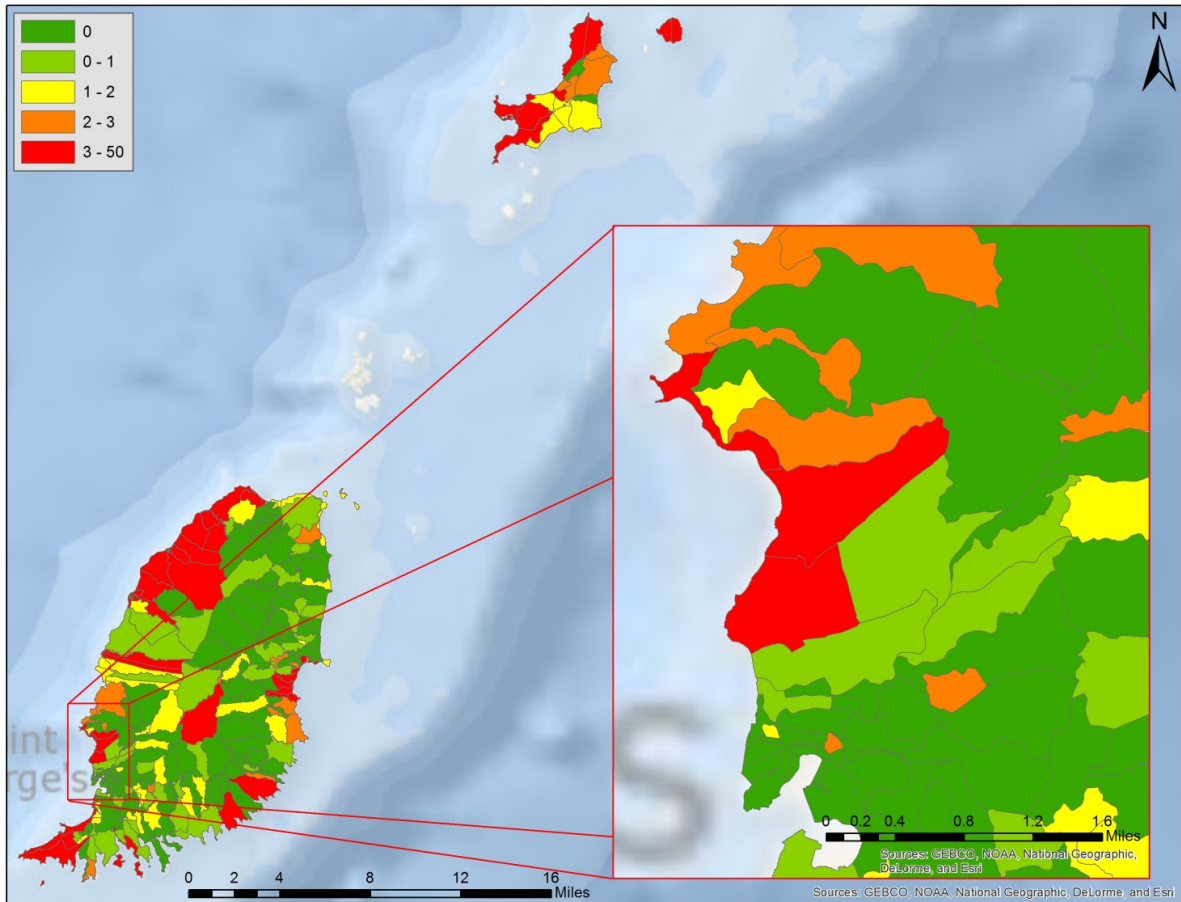 0
0 - 1
1 - 2
2 - 3
3 - 50
N
int
rge's
S
0 0.2 0.4 0.8 1.2 1.6
Miles
Sources: GEBCO, NOAA, National Geographic,
DeLorme, and Esri
0 2 4 8 12 16
Miles
Sources: GEBCO, NOAA, National Geographic, DeLorme, and Esri